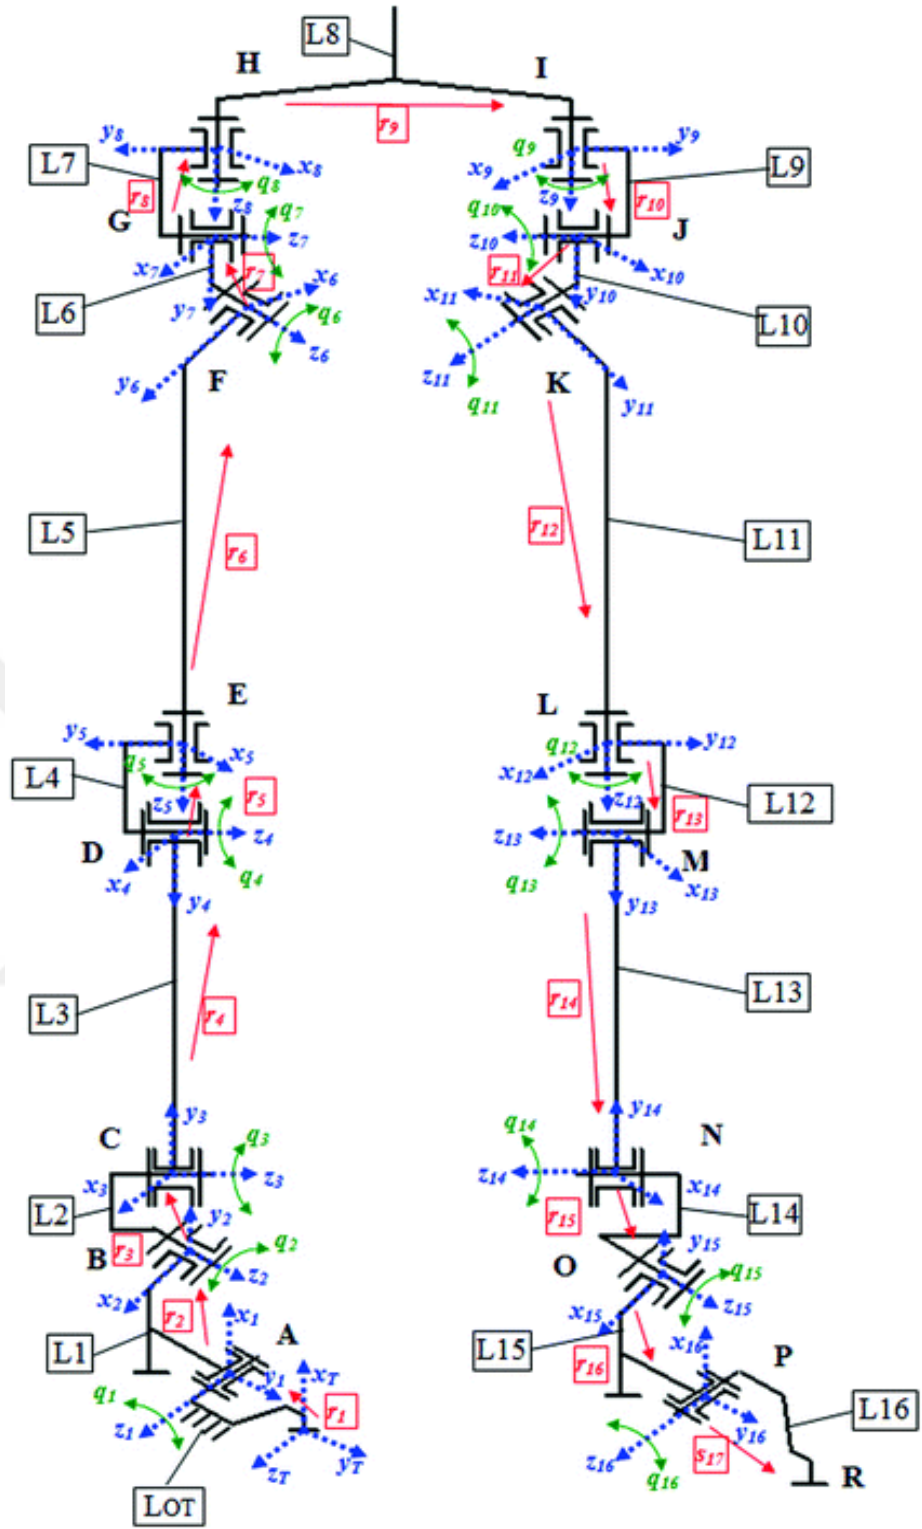 L8
H I
r9
y8 y9
L7 x8 x9 q9 L9
r8 q8 z8 z9 r10
G q7 q10 J
z7 z10
x7 r7 x6 r11 x10
L6 y7 q6 x11 y10 L10
z6 z11
y6 F K y11
q11
L5 r6 r12 L11
E L
y5 x5 q12 y12
q5 x12
L4 z5 r5 z12 L12
r13
D z4 z13 M
x4 q4 q13 x13
y4 y13
L3 r4 r14 L13
y3 y14
C q3 q14 N
z3 z14
x3 x14
L2 y2 r15 L14
r3 q2 y15
B z2 O q15
x2 x15 z15
r2 x1 x16
L1 A L15 r16 P
xT
q1 y1 r1 L16
z1 y16
zT yT z16 s17
q16 R
LOT